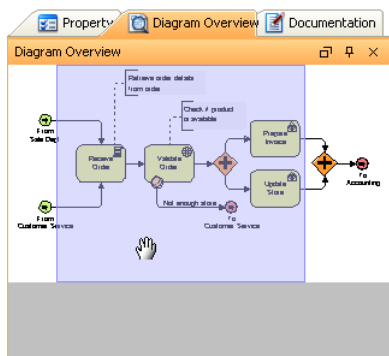 Property
Diagram Overview
Documentation
Diagram Overview
Retrieve order details
from order
Check if product
is available
From
Sale Dept
Receive
Order
Validate
Order
Prepare
Invoice
Update
Store
To
Accounting
Not enough store
From
Customer Service
To
Customer Service